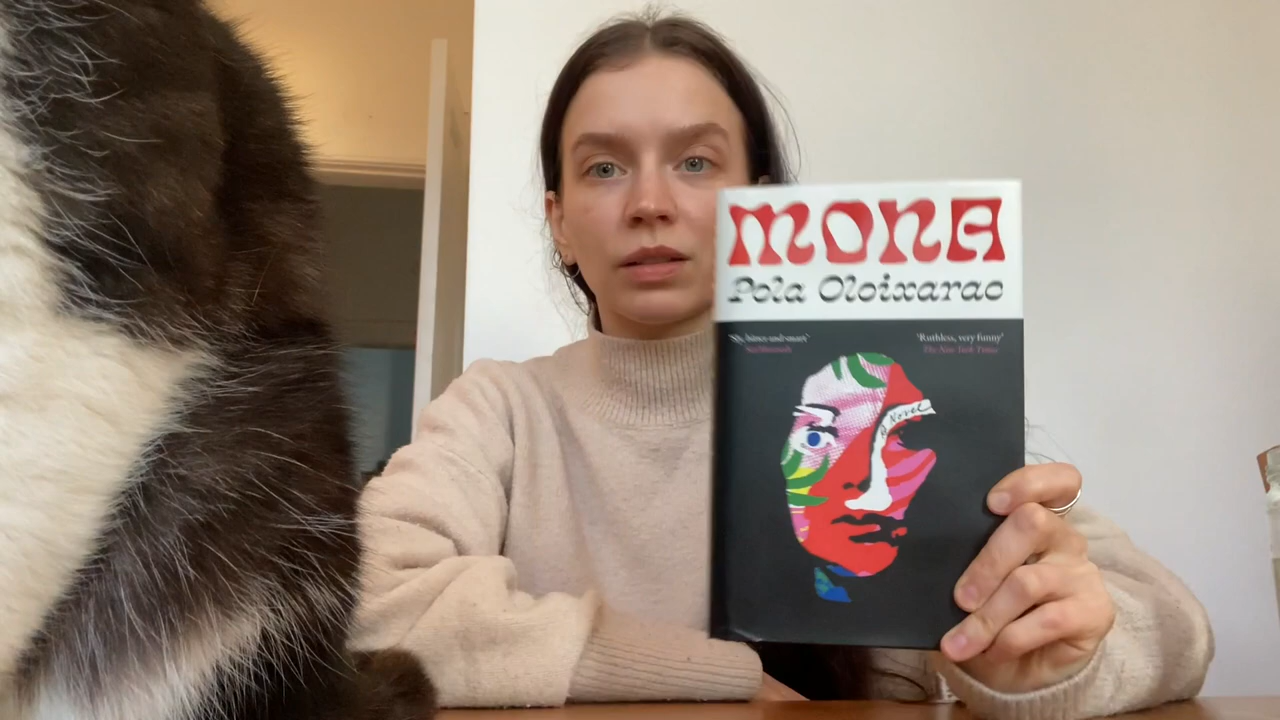 MONA
Pola Oloixarac
'Ruthless, very funny'
The New York Times
a Novel